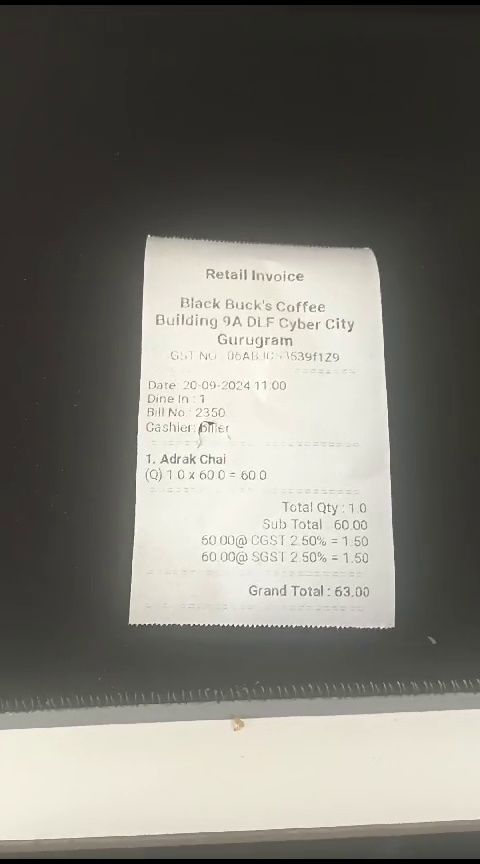 Retail Invoice
Black Buck's Coffee
Building 9A DLF Cyber City
Gurugram
GST No
Date: 20-09-2024 11:00
Dine In : 1
Bill No.: 2350
Cashier: biller
1. Adrak Chai
(Q) 1.0 x 60.0 = 60.0
Total Qty : 1.0
Sub Total 60.00
60.00@ CGST 2.50% = 1.50
60.00@ SGST 2.50% = 1.50
Grand Total : 63.00